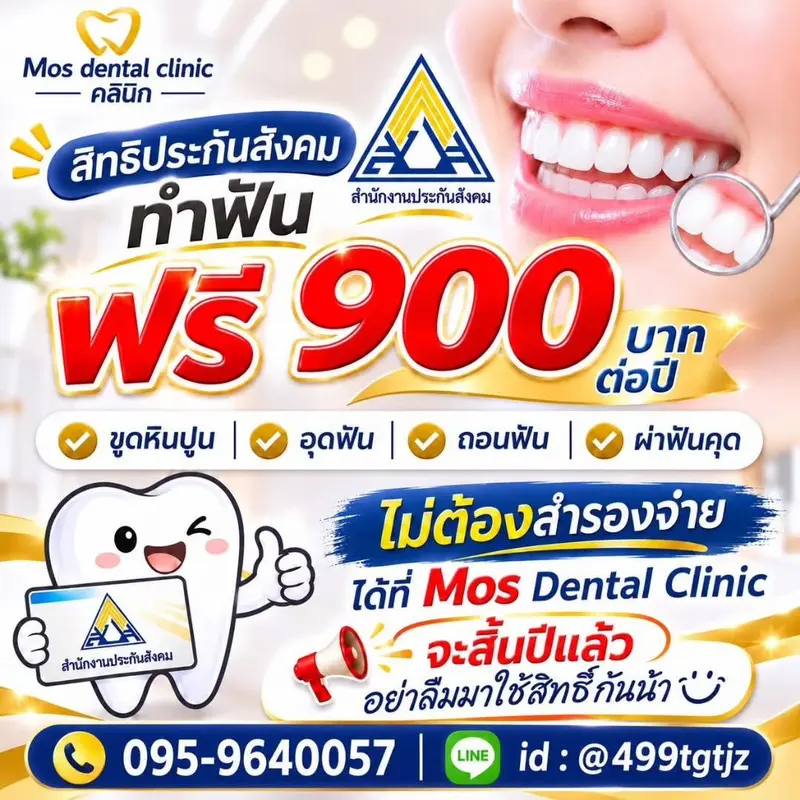 Mos dental clinic
คลินิก
สิทธิประกันสังคม
สำนักงานประกันสังคม
ทำฟัน
ฟรี 900 บาท
ต่อปี
ขูดหินปูน | อุดฟัน | ถอนฟัน | ผ่าฟันคุด
ไม่ต้องสำรองจ่าย
ได้ที่ Mos Dental Clinic
สำนักงานประกันสังคม
จะสิ้นปีแล้ว
อย่าลืมมาใช้สิทธิ์กันน้า
095-9640057 | LINE id : @499tgtjz